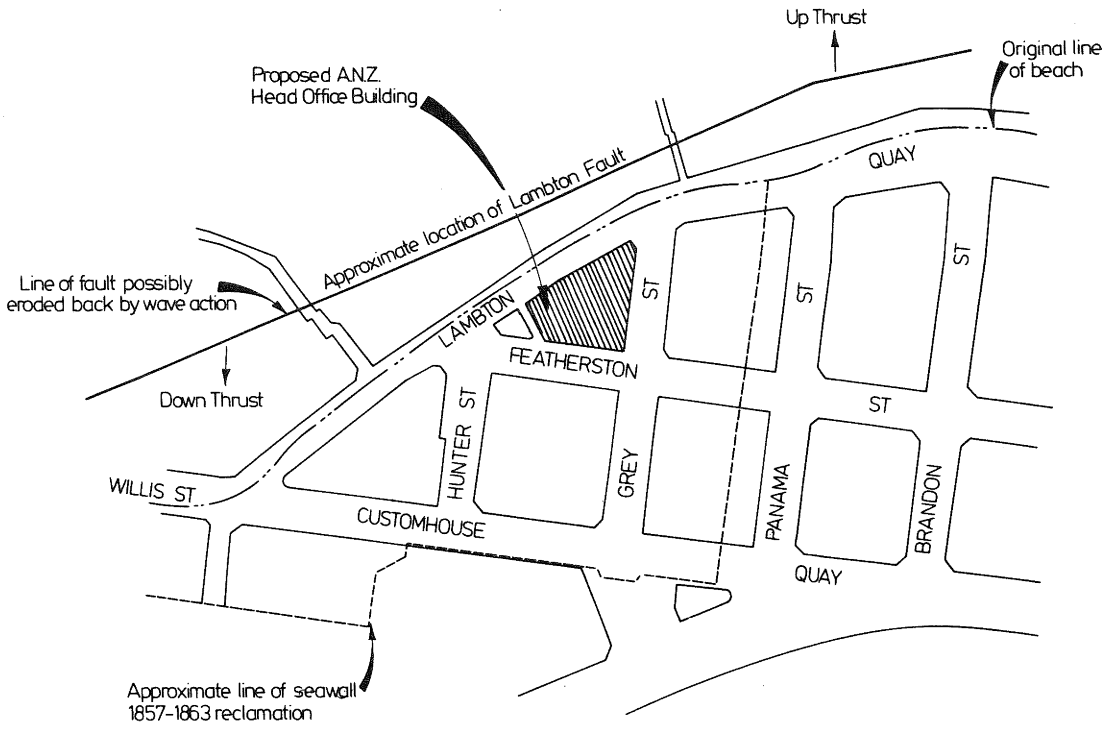 Up Thrust
Original line
of beach
Proposed A.N.Z.
Head Office Building
QUAY
Approximate location of Lambton Fault
Line of fault possibly
eroded back by wave action
ST
ST
ST
LAMBTON
FEATHERSTON
Down Thrust
ST
HUNTER ST
GREY
PANAMA
BRANDON
WILLIS ST
CUSTOMHOUSE
QUAY
Approximate line of seawall
1857-1863 reclamation